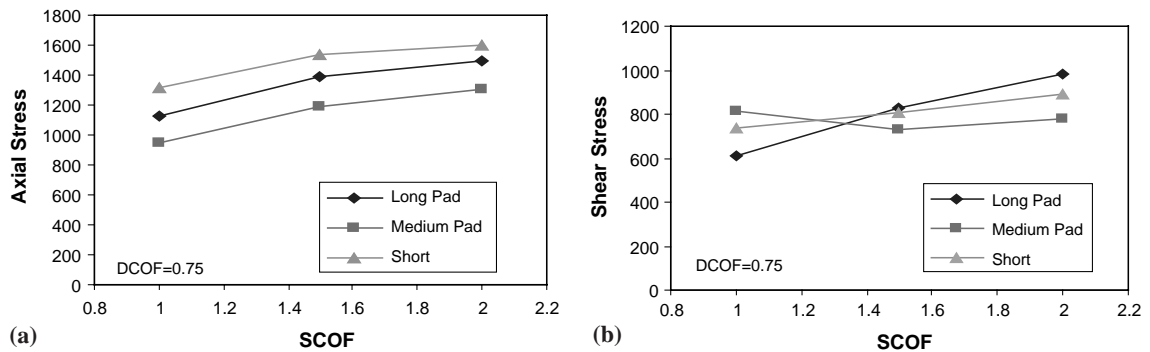 1800
1600
1400
1200
1000
800
600
400
200
0
Axial Stress
Long Pad
Medium Pad
Short
DCOF=0.75
0.8 1 1.2 1.4 1.6 1.8 2 2.2
SCOF
(a)
1200
1000
800
600
400
200
0
Shear Stress
Long Pad
Medium Pad
Short
DCOF=0.75
0.8 1 1.2 1.4 1.6 1.8 2 2.2
SCOF
(b)